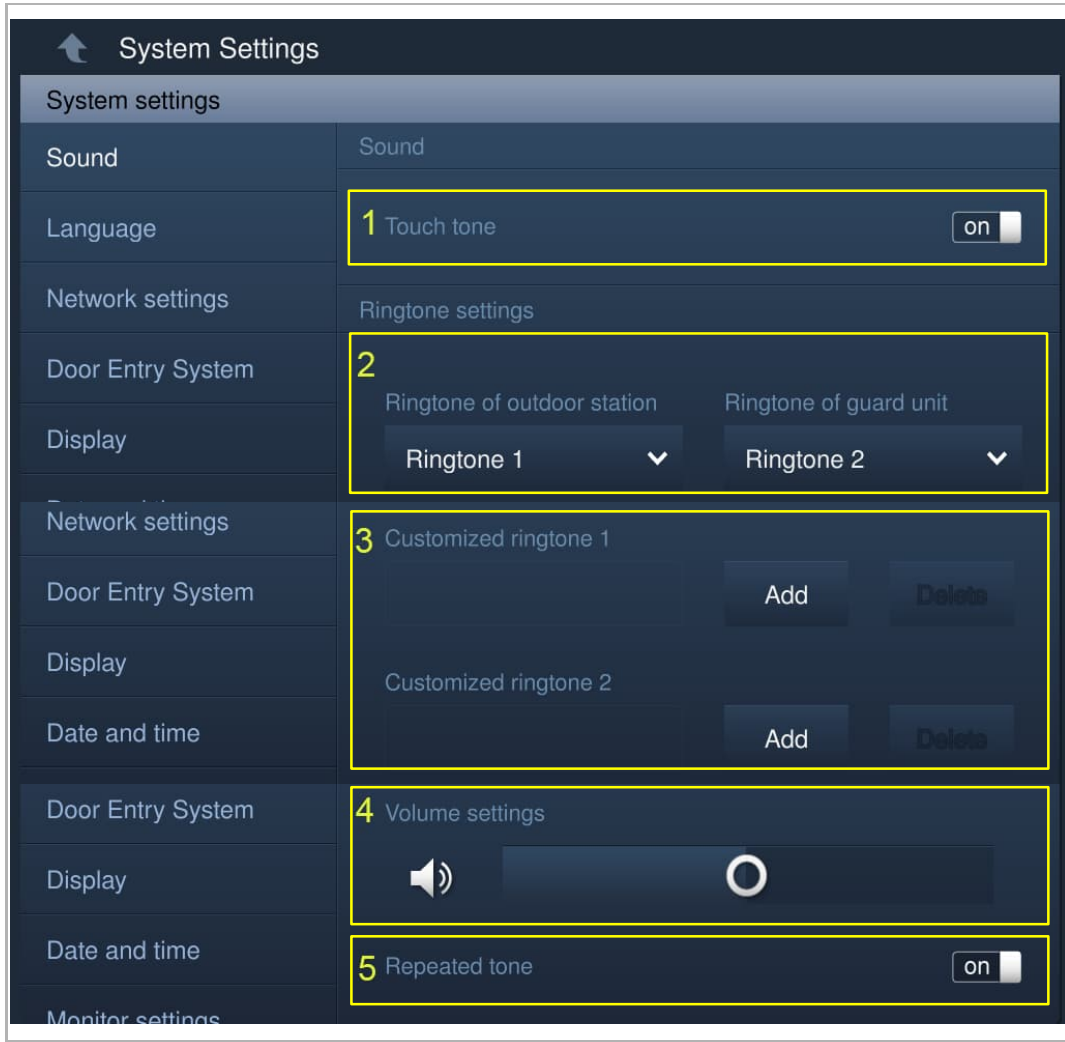 System Settings
System settings
Sound
Language
Network settings
Door Entry System
Display
Network settings
Door Entry System
Display
Date and time
Door Entry System
Display
Date and time
Monitor settings
Sound
1 Touch tone on
Ringtone settings
2
Ringtone of outdoor station Ringtone of guard unit
Ringtone 1 Ringtone 2
3 Customized ringtone 1
Add Delete
Customized ringtone 2
Add Delete
4 Volume settings
5 Repeated tone on